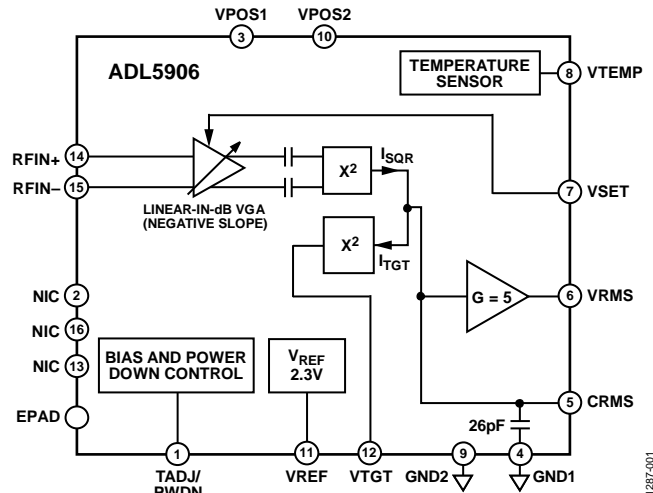 VPOS1
VPOS2
3
10
ADL5906
TEMPERATURE
SENSOR
8
VTEMP
RFIN+
14
RFIN–
15
LINEAR-IN-dB VGA
(NEGATIVE SLOPE)
X2
ISQR
7
VSET
X2
ITGT
G = 5
6
VRMS
NIC
2
NIC
16
NIC
13
EPAD
BIAS AND POWER
DOWN CONTROL
VREF
2.3V
26pF
5
CRMS
1
11
12
9
4
TADJ/
PWDN
VREF
VTGT
GND2
GND1
1287-001